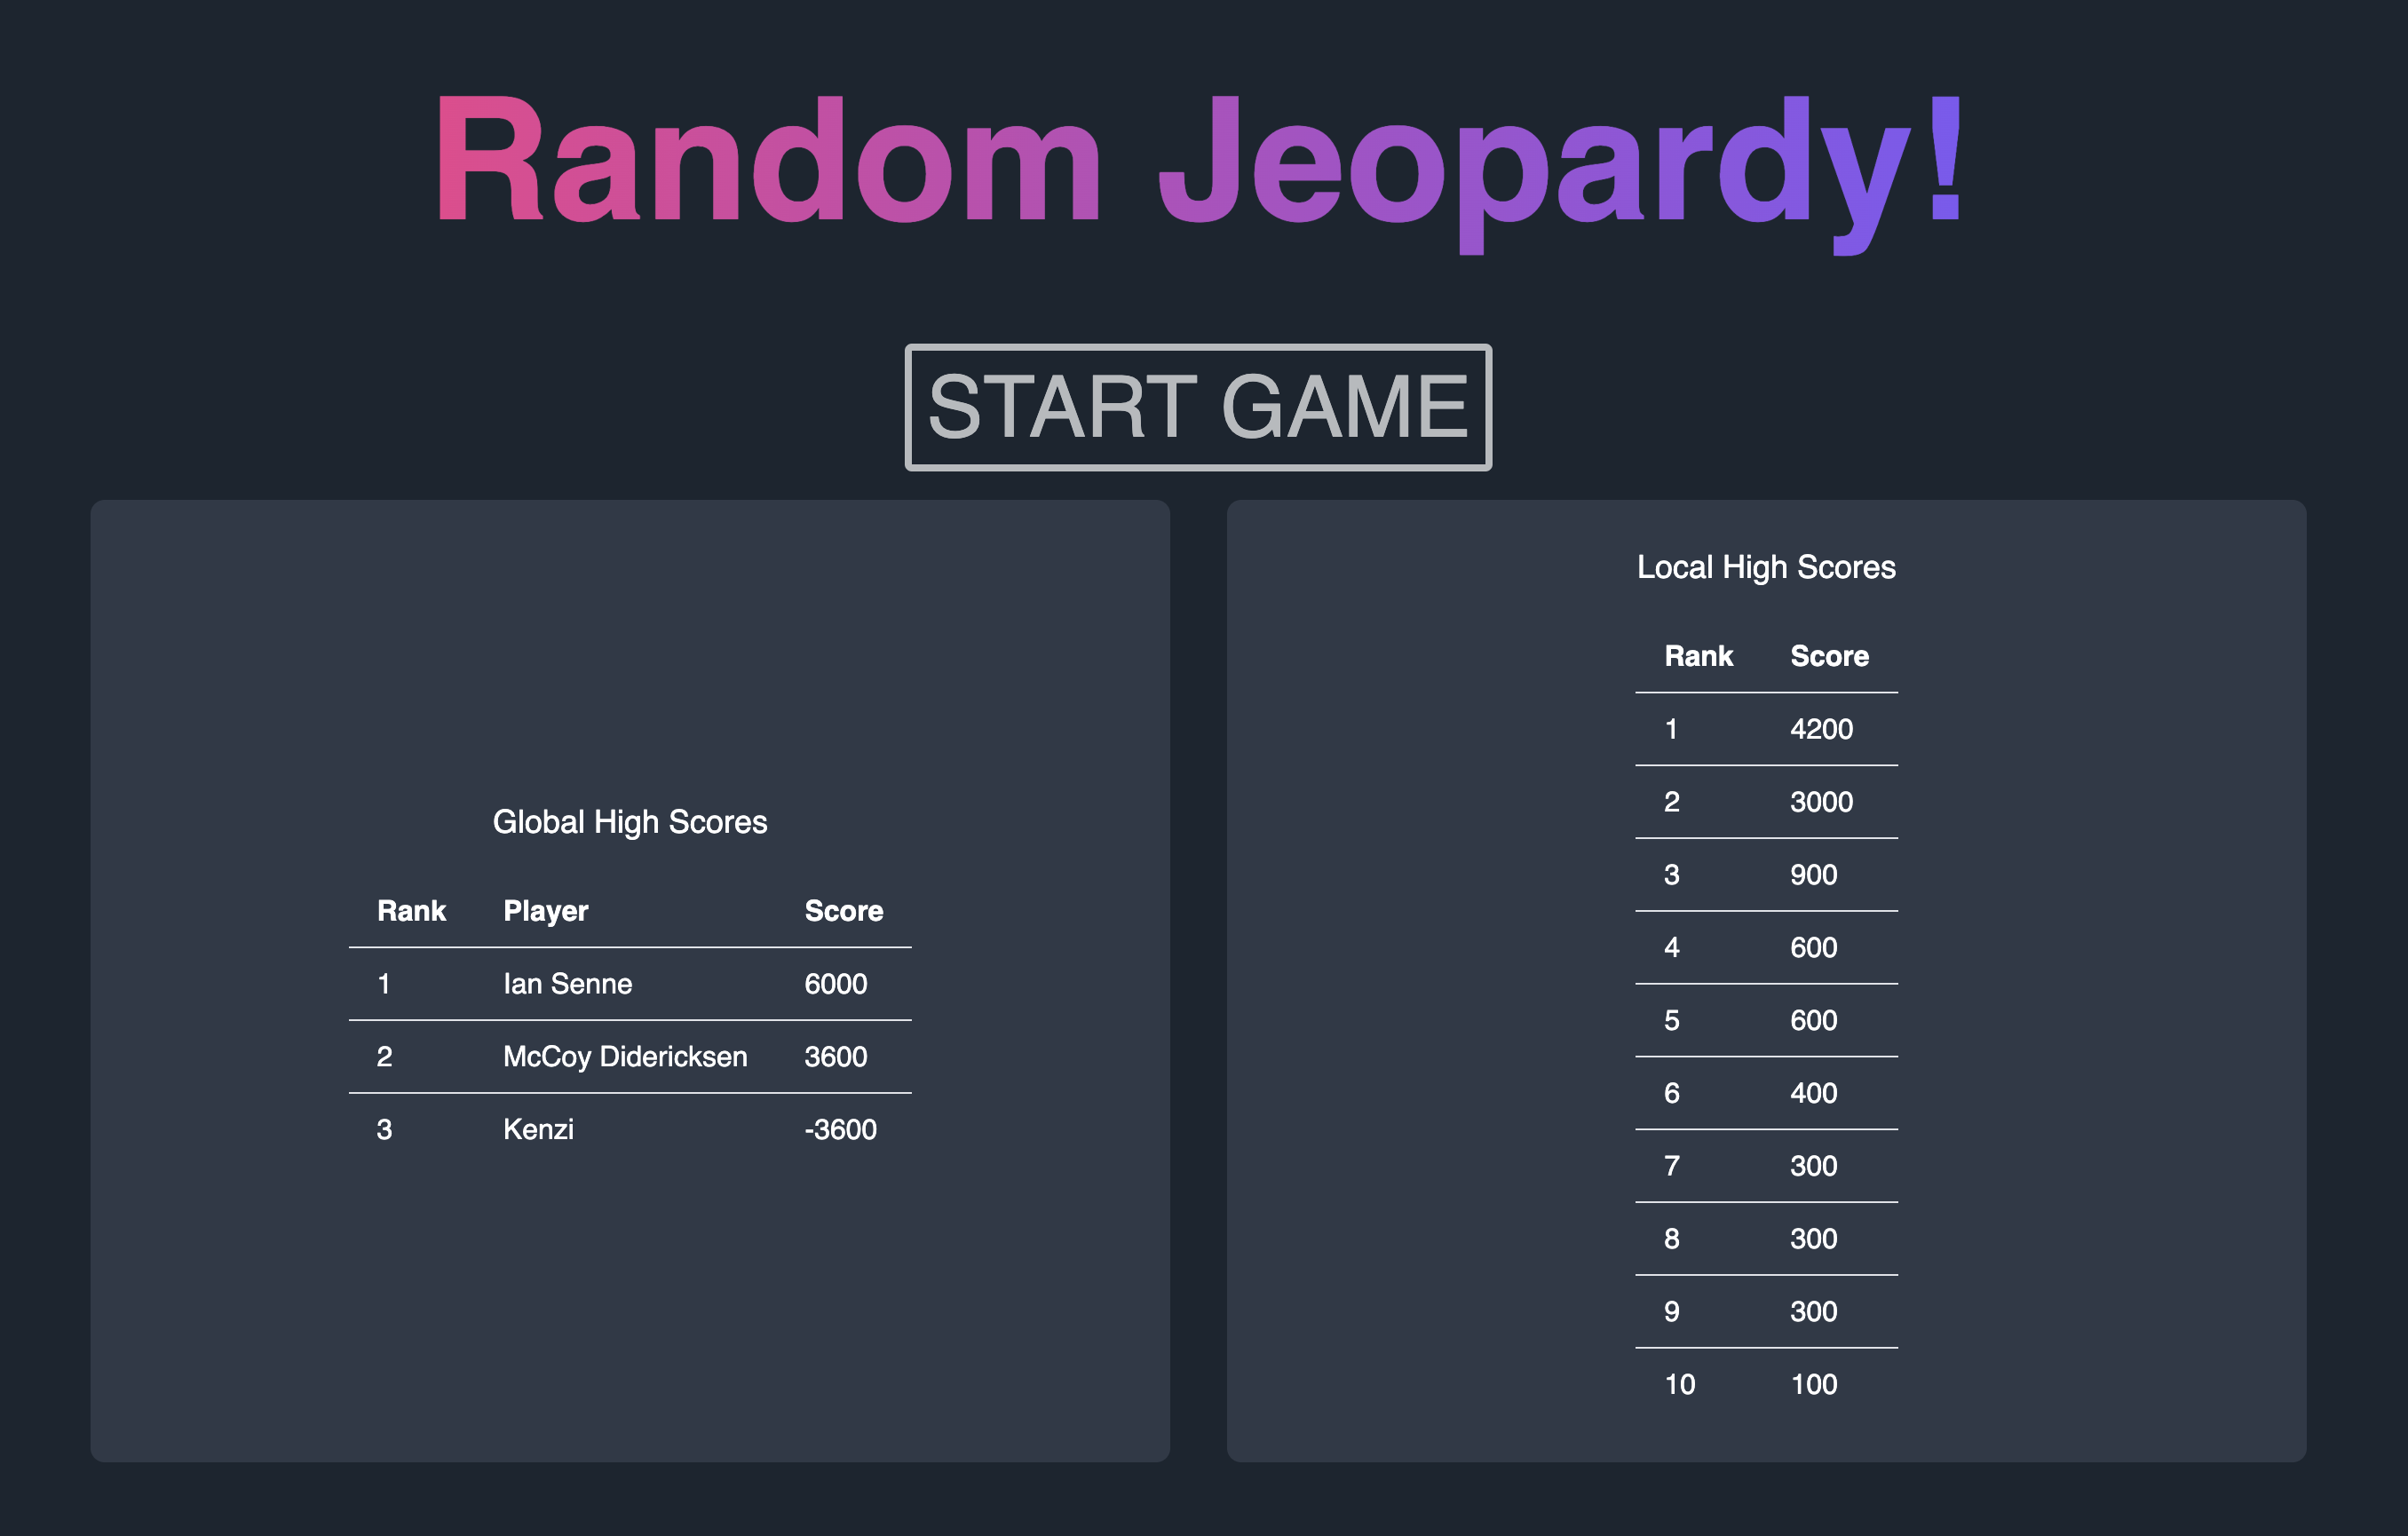 Random Jeopardy!
START GAME
Global High Scores
Rank Player Score
1 Ian Senne 6000
2 McCoy Didericksen 3600
3 Kenzi -3600
Local High Scores
Rank Score
1 4200
2 3000
3 900
4 600
5 600
6 400
7 300
8 300
9 300
10 100